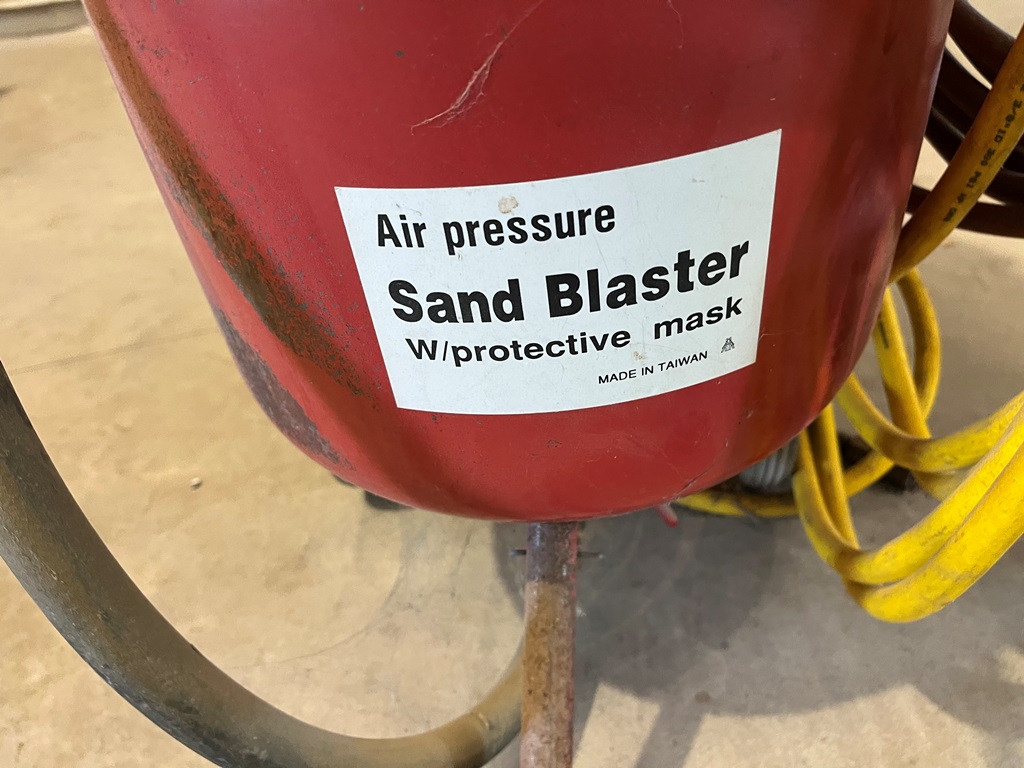 Air pressure
Sand Blaster
W/protective mask
MADE IN TAIWAN